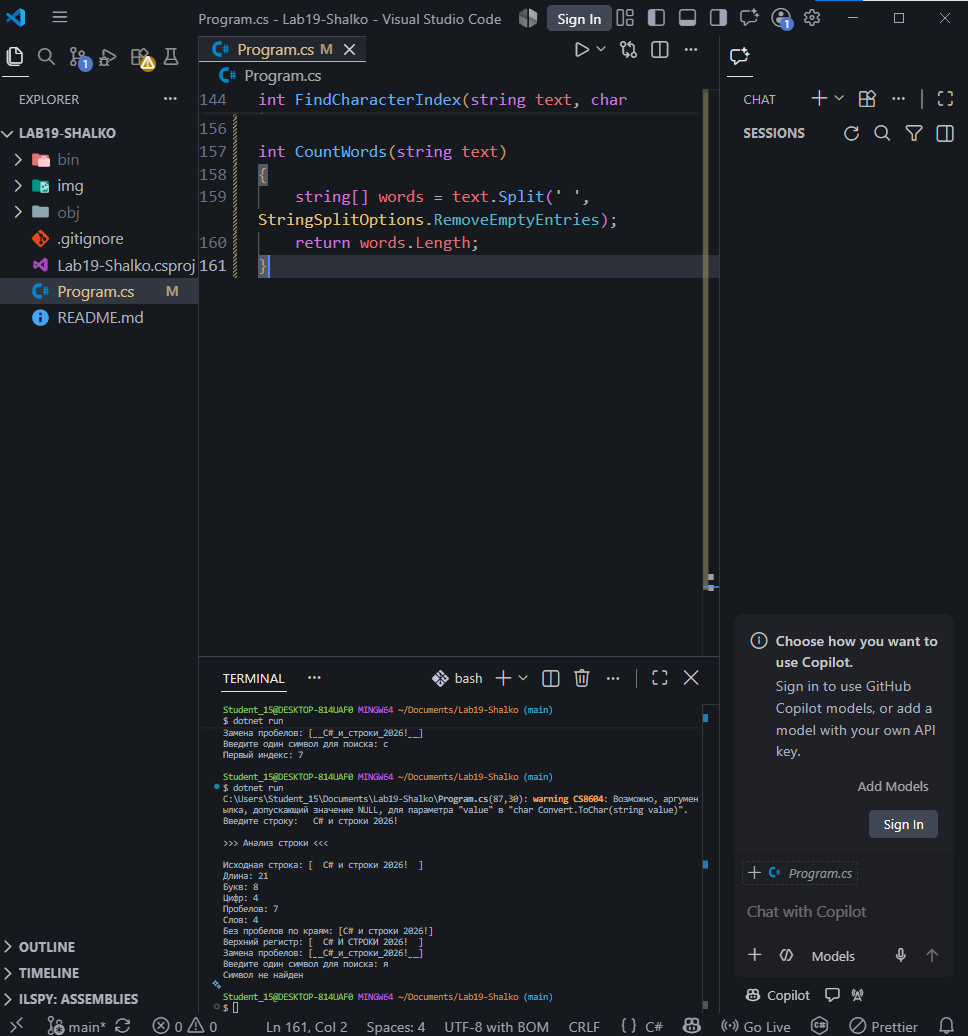 Program.cs - Lab19-Shalko - Visual Studio Code
Sign In
1
1
EXPLORER
LAB19-SHALKO
bin
img
obj
.gitignore
Lab19-Shalko.csproj
Program.cs M
README.md
OUTLINE
TIMELINE
ILSPY: ASSEMBLIES
C# Program.cs M
C# Program.cs
144 int FindCharacterIndex(string text, char
156
157 int CountWords(string text)
158 {
159 string[] words = text.Split(' ',
StringSplitOptions.RemoveEmptyEntries);
160 return words.Length;
161 }
TERMINAL
bash
Student_15@DESKTOP-814UAF0 MINGW64 ~/Documents/Lab19-Shalko (main)
$ dotnet run
Замена пробелов: [__C#_и_строки_2026!__]
Введите один символ для поиска: с
Первый индекс: 7
Student_15@DESKTOP-814UAF0 MINGW64 ~/Documents/Lab19-Shalko (main)
$ dotnet run
C:\Users\Student_15\Documents\Lab19-Shalko\Program.cs(87,30): warning CS8604: Возможно, аргумен
ылка, допускающий значение NULL, для параметра "value" в "char Convert.ToChar(string value)".
Введите строку:   C# и строки 2026!
>>> Анализ строки <<<
Исходная строка: [  C# и строки 2026!  ]
Длина: 21
Букв: 8
Цифр: 4
Пробелов: 7
Слов: 4
Без пробелов по краям: [C# и строки 2026!]
Верхний регистр: [  C# И СТРОКИ 2026!  ]
Замена пробелов: [__C#_и_строки_2026!__]
Введите один символ для поиска: я
Символ не найден
Student_15@DESKTOP-814UAF0 MINGW64 ~/Documents/Lab19-Shalko (main)
$
CHAT
SESSIONS
Choose how you want to
use Copilot.
Sign in to use GitHub
Copilot models, or add a
model with your own API
key.
Add Models
Sign In
C# Program.cs
Chat with Copilot
Models
Copilot
main* 0 0 Ln 161, Col 2 Spaces: 4 UTF-8 with BOM CRLF { } C# Go Live Prettier